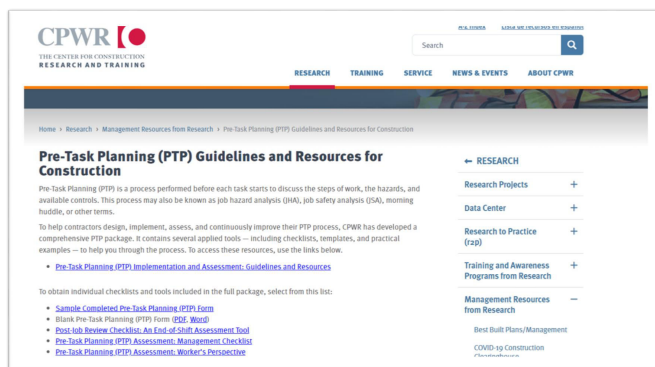 A-Z Index Lista de recursos en español
CPWR
THE CENTER FOR CONSTRUCTION
RESEARCH AND TRAINING
Search
RESEARCH TRAINING SERVICE NEWS & EVENTS ABOUT CPWR
Home › Research › Management Resources from Research › Pre-Task Planning (PTP) Guidelines and Resources for Construction
Pre-Task Planning (PTP) Guidelines and Resources for
Construction
Pre-Task Planning (PTP) is a process performed before each task starts to discuss the steps of work, the hazards, and
available controls. This process may also be known as job hazard analysis (JHA), job safety analysis (JSA), morning
huddle, or other terms.
To help contractors design, implement, assess, and continuously improve their PTP process, CPWR has developed a
comprehensive PTP package. It contains several applied tools — including checklists, templates, and practical
examples — to help you through the process. To access these resources, use the links below.
Pre-Task Planning (PTP) Implementation and Assessment: Guidelines and Resources
To obtain individual checklists and tools included in the full package, select from this list:
Sample Completed Pre-Task Planning (PTP) Form
Blank Pre-Task Planning (PTP) Form (PDF, Word)
Post-Job Review Checklist: An End-of-Shift Assessment Tool
Pre-Task Planning (PTP) Assessment: Management Checklist
Pre-Task Planning (PTP) Assessment: Worker's Perspective
← RESEARCH
Research Projects +
Data Center +
Research to Practice +
(r2p)
Training and Awareness +
Programs from Research
Management Resources −
from Research
Best Built Plans/Management
COVID-19 Construction
Clearinghouse